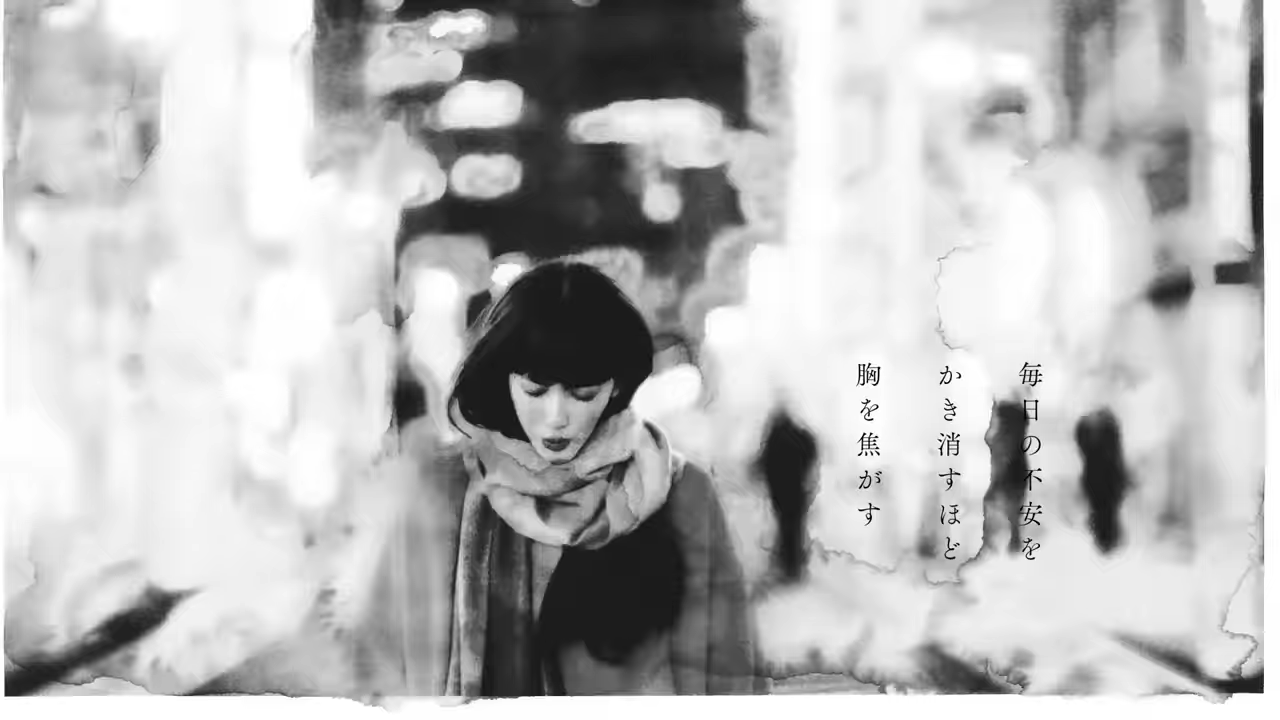 毎日の不安を
かき消すほど
胸を焦がす